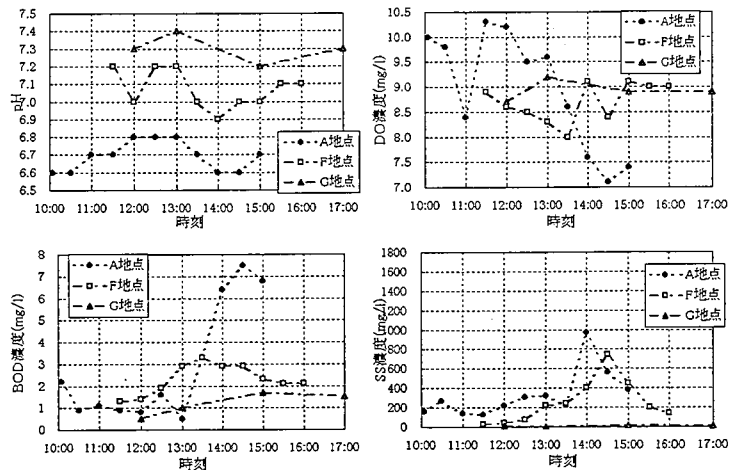 pH
7.5
7.4
7.3
7.2
7.1
7.0
6.9
6.8
6.7
6.6
6.5
10:00 11:00 12:00 13:00 14:00 15:00 16:00 17:00
時刻
A地点
F地点
G地点
DO濃度(mg/l)
10.5
10.0
9.5
9.0
8.5
8.0
7.5
7.0
10:00 11:00 12:00 13:00 14:00 15:00 16:00 17:00
時刻
A地点
F地点
G地点
BOD濃度(mg/l)
8
7
6
5
4
3
2
1
0
10:00 11:00 12:00 13:00 14:00 15:00 16:00 17:00
時刻
A地点
F地点
G地点
SS濃度(mg/l)
1800
1600
1400
1200
1000
800
600
400
200
0
10:00 11:00 12:00 13:00 14:00 15:00 16:00 17:00
時刻
A地点
F地点
G地点